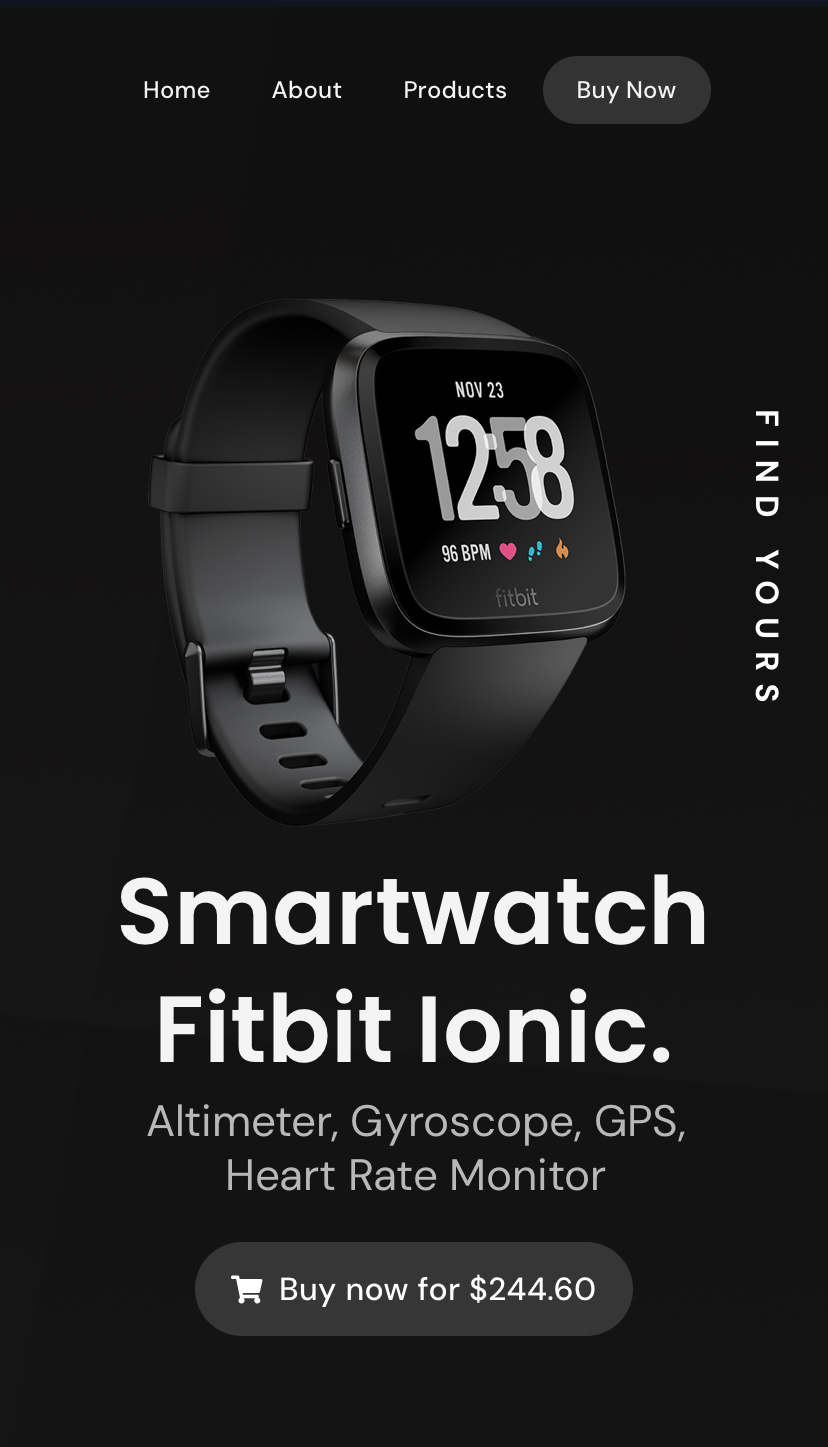 Home
About
Products
Buy Now
NOV 23
12:58
96 BPM
fitbit
FIND YOURS
Smartwatch
Fitbit Ionic.
Altimeter, Gyroscope, GPS,
Heart Rate Monitor
Buy now for $244.60